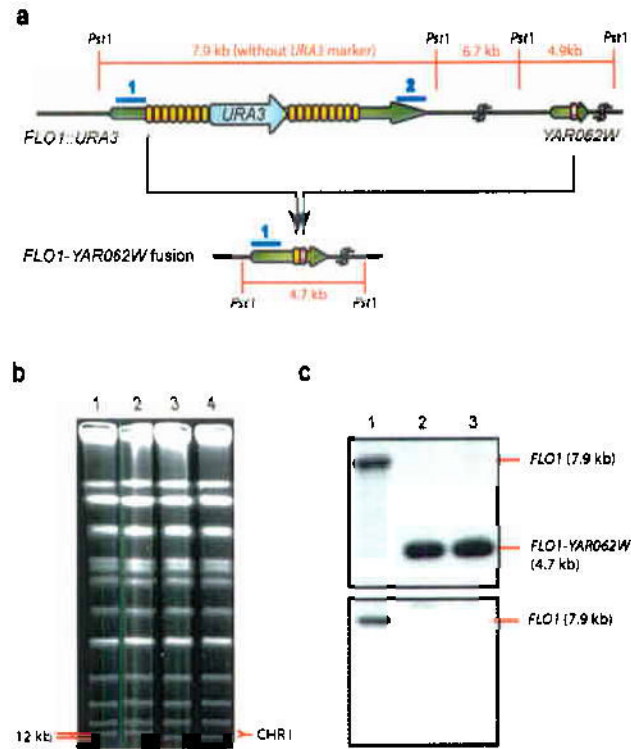 a
Pst1 7.9 kb (without URA3 marker) Pst1 6.7 kb Pst1 4.9kb
1 2
URA3
FLO1::URA3 YAR062W
1
FLO1-YAR062W fusion
4.7 kb
Pst1 Pst1
b
1 2 3 4
12 kb CHR I
c
1 2 3
FLO1 (7.9 kb)
FLO1-YAR062W
(4.7 kb)
FLO1 (7.9 kb)